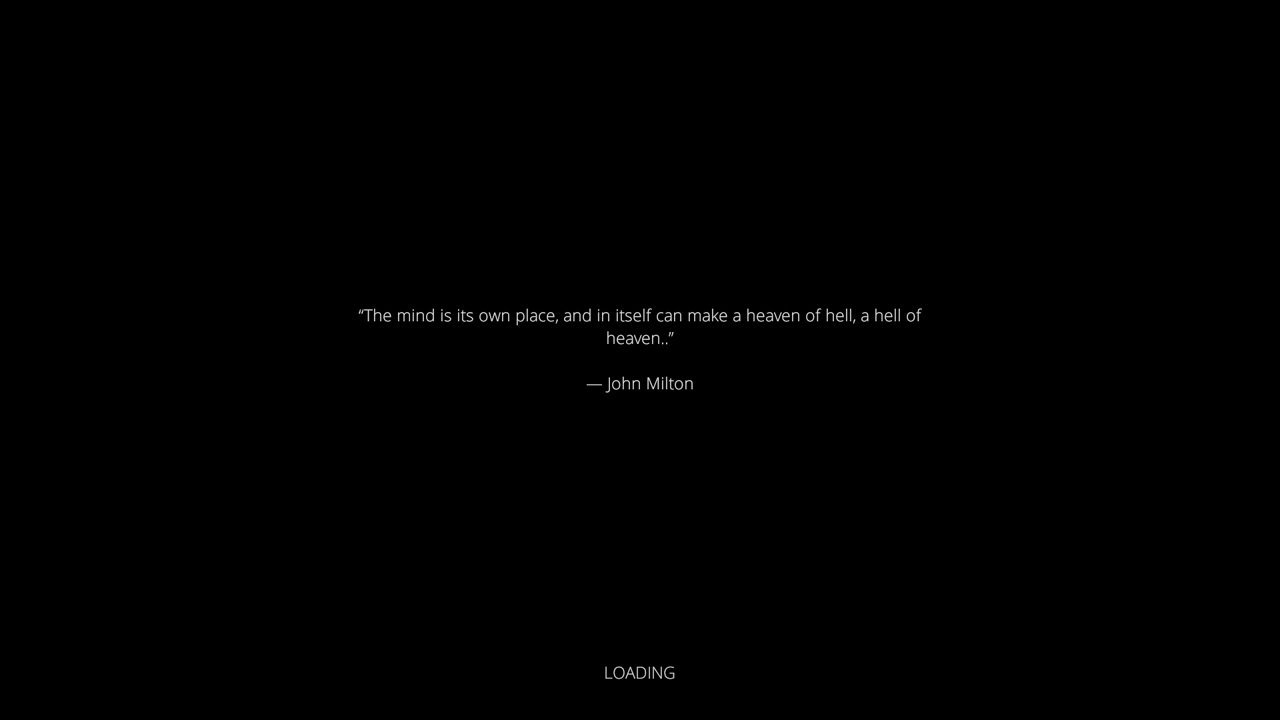 “The mind is its own place, and in itself can make a heaven of hell, a hell of
heaven..”
— John Milton
LOADING